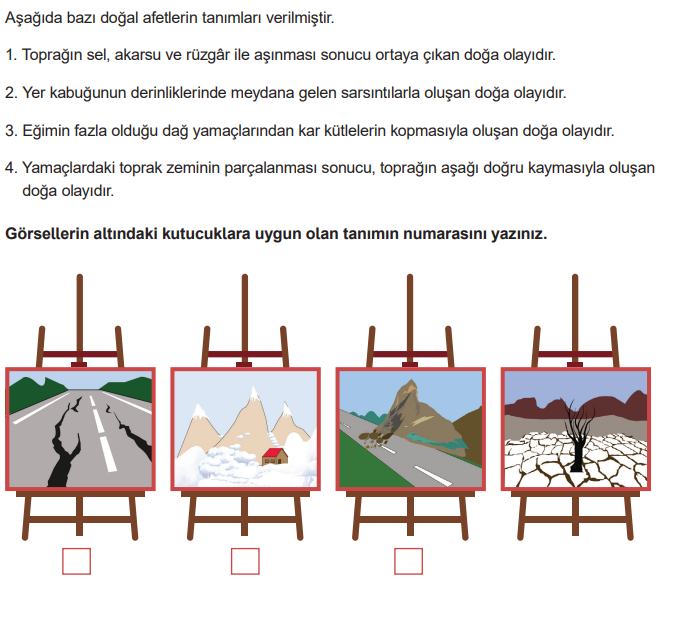 Aşağıda bazı doğal afetlerin tanımları verilmiştir.
1. Toprağın sel, akarsu ve rüzgâr ile aşınması sonucu ortaya çıkan doğa olayıdır.
2. Yer kabuğunun derinliklerinde meydana gelen sarsıntılarla oluşan doğa olayıdır.
3. Eğimin fazla olduğu dağ yamaçlarından kar kütlelerin kopmasıyla oluşan doğa olayıdır.
4. Yamaçlardaki toprak zeminin parçalanması sonucu, toprağın aşağı doğru kaymasıyla oluşan
doğa olayıdır.
Görsellerin altındaki kutucuklara uygun olan tanımın numarasını yazınız.